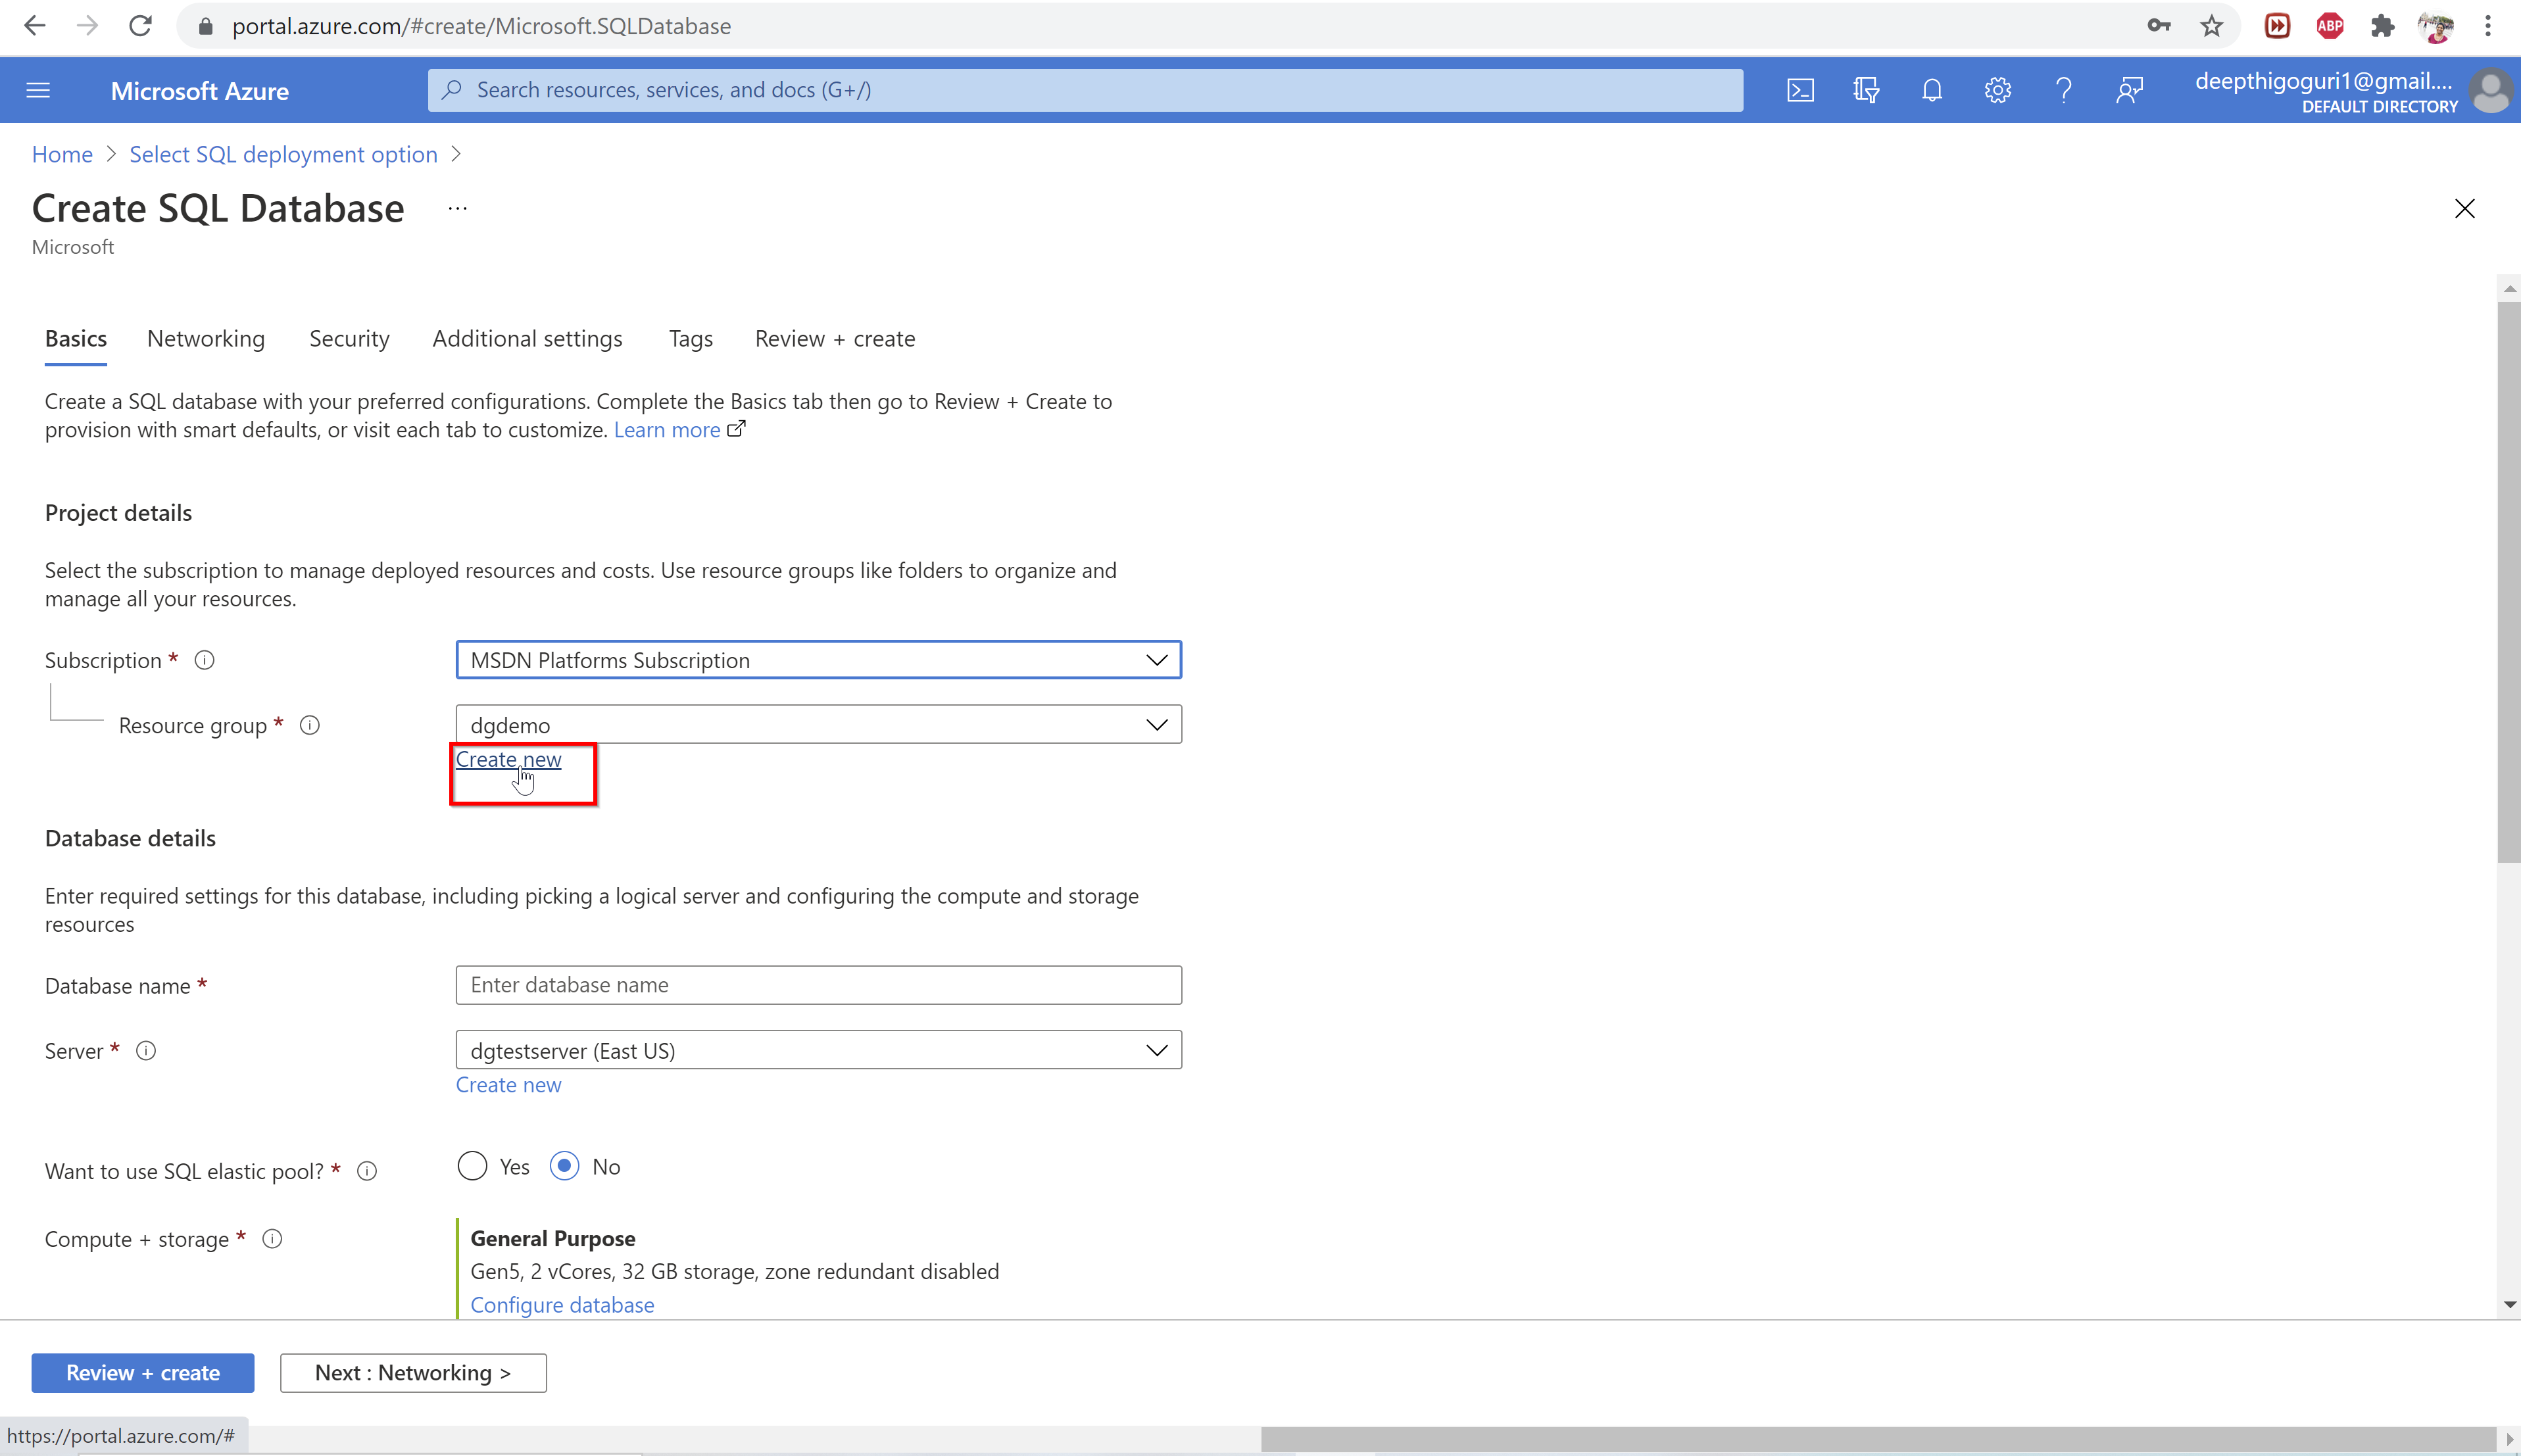 portal.azure.com/#create/Microsoft.SQLDatabase
ABP
Microsoft Azure
Search resources, services, and docs (G+/)
deepthigoguri1@gmail....
DEFAULT DIRECTORY
Home > Select SQL deployment option >
Create SQL Database ...
Microsoft
Basics Networking Security Additional settings Tags Review + create
Create a SQL database with your preferred configurations. Complete the Basics tab then go to Review + Create to
provision with smart defaults, or visit each tab to customize. Learn more
Project details
Select the subscription to manage deployed resources and costs. Use resource groups like folders to organize and
manage all your resources.
Subscription * MSDN Platforms Subscription
Resource group * dgdemo
Create new
Database details
Enter required settings for this database, including picking a logical server and configuring the compute and storage
resources
Database name * Enter database name
Server * dgtestserver (East US)
Create new
Want to use SQL elastic pool? * Yes No
Compute + storage * General Purpose
Gen5, 2 vCores, 32 GB storage, zone redundant disabled
Configure database
Review + create Next : Networking >
https://portal.azure.com/#